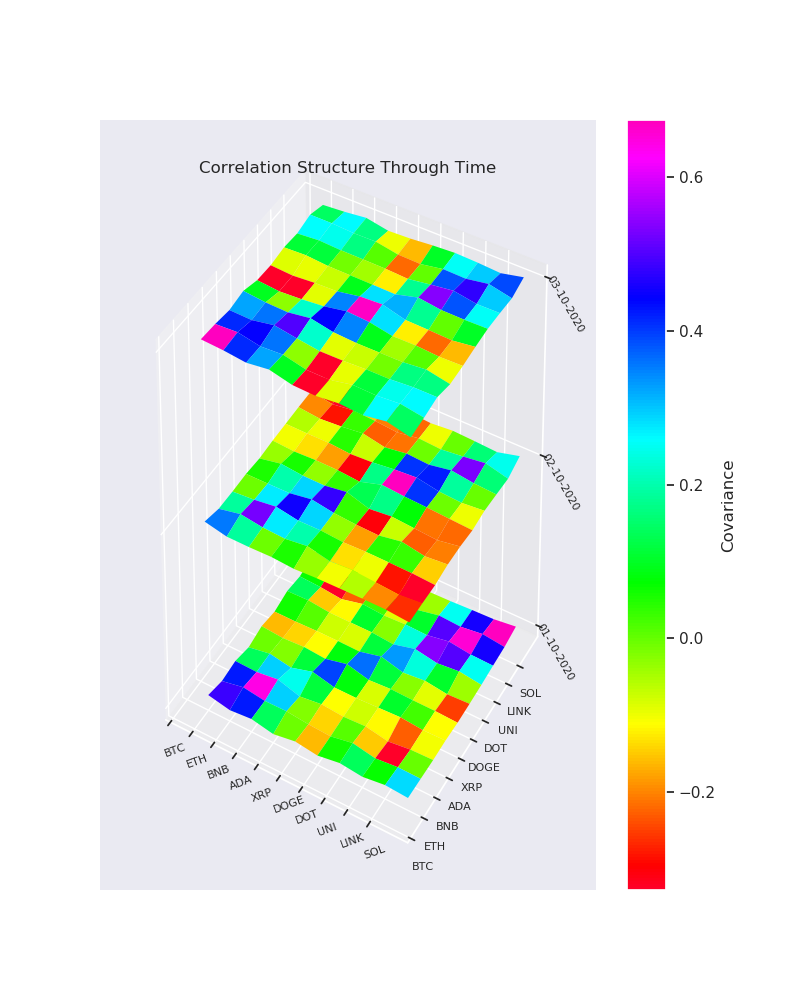 Correlation Structure Through Time
03-10-2020
02-10-2020
01-10-2020
BTC
ETH
BNB
ADA
XRP
DOGE
DOT
UNI
LINK
SOL
SOL
LINK
UNI
DOT
DOGE
XRP
ADA
BNB
ETH
BTC
0.6
0.4
0.2
0.0
−0.2
Covariance